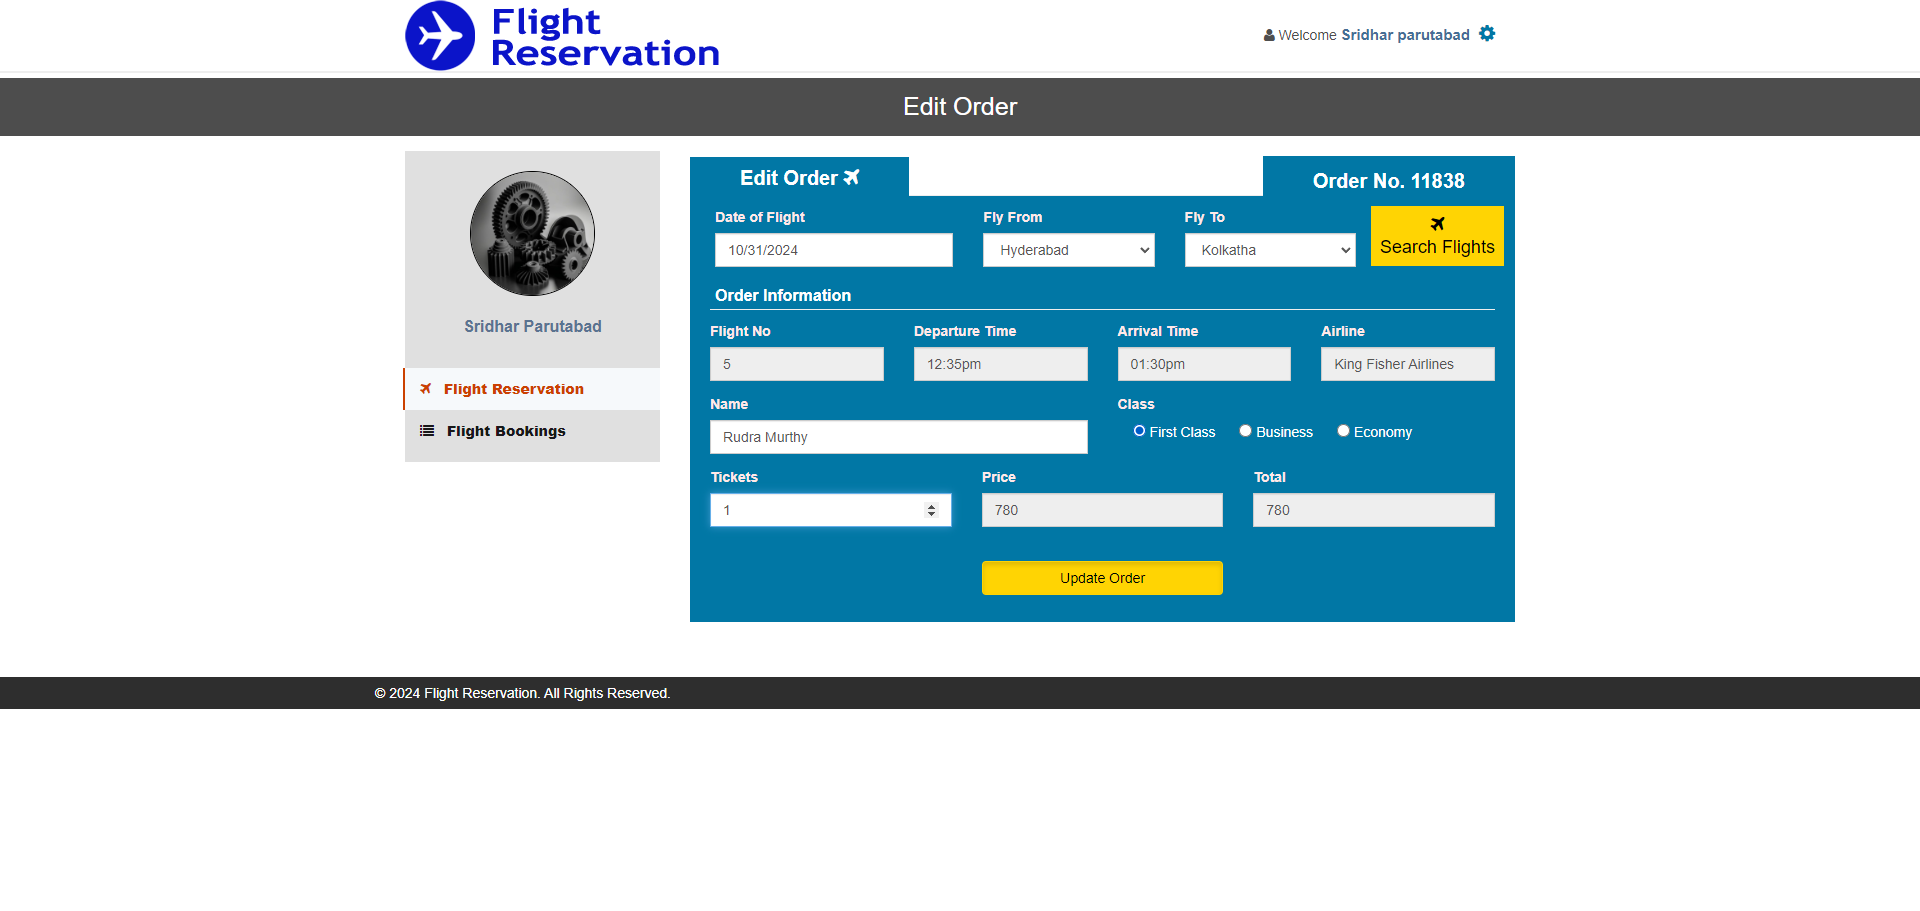 Flight
Reservation
Welcome Sridhar parutabad
Edit Order
Sridhar Parutabad
Flight Reservation
Flight Bookings
Edit Order
Order No. 11838
Date of Flight
Fly From
Fly To
10/31/2024
Hyderabad
Kolkatha
Search Flights
Order Information
Flight No
Departure Time
Arrival Time
Airline
5
12:35pm
01:30pm
King Fisher Airlines
Name
Class
Rudra Murthy
First Class
Business
Economy
Tickets
Price
Total
1
780
780
Update Order
© 2024 Flight Reservation. All Rights Reserved.